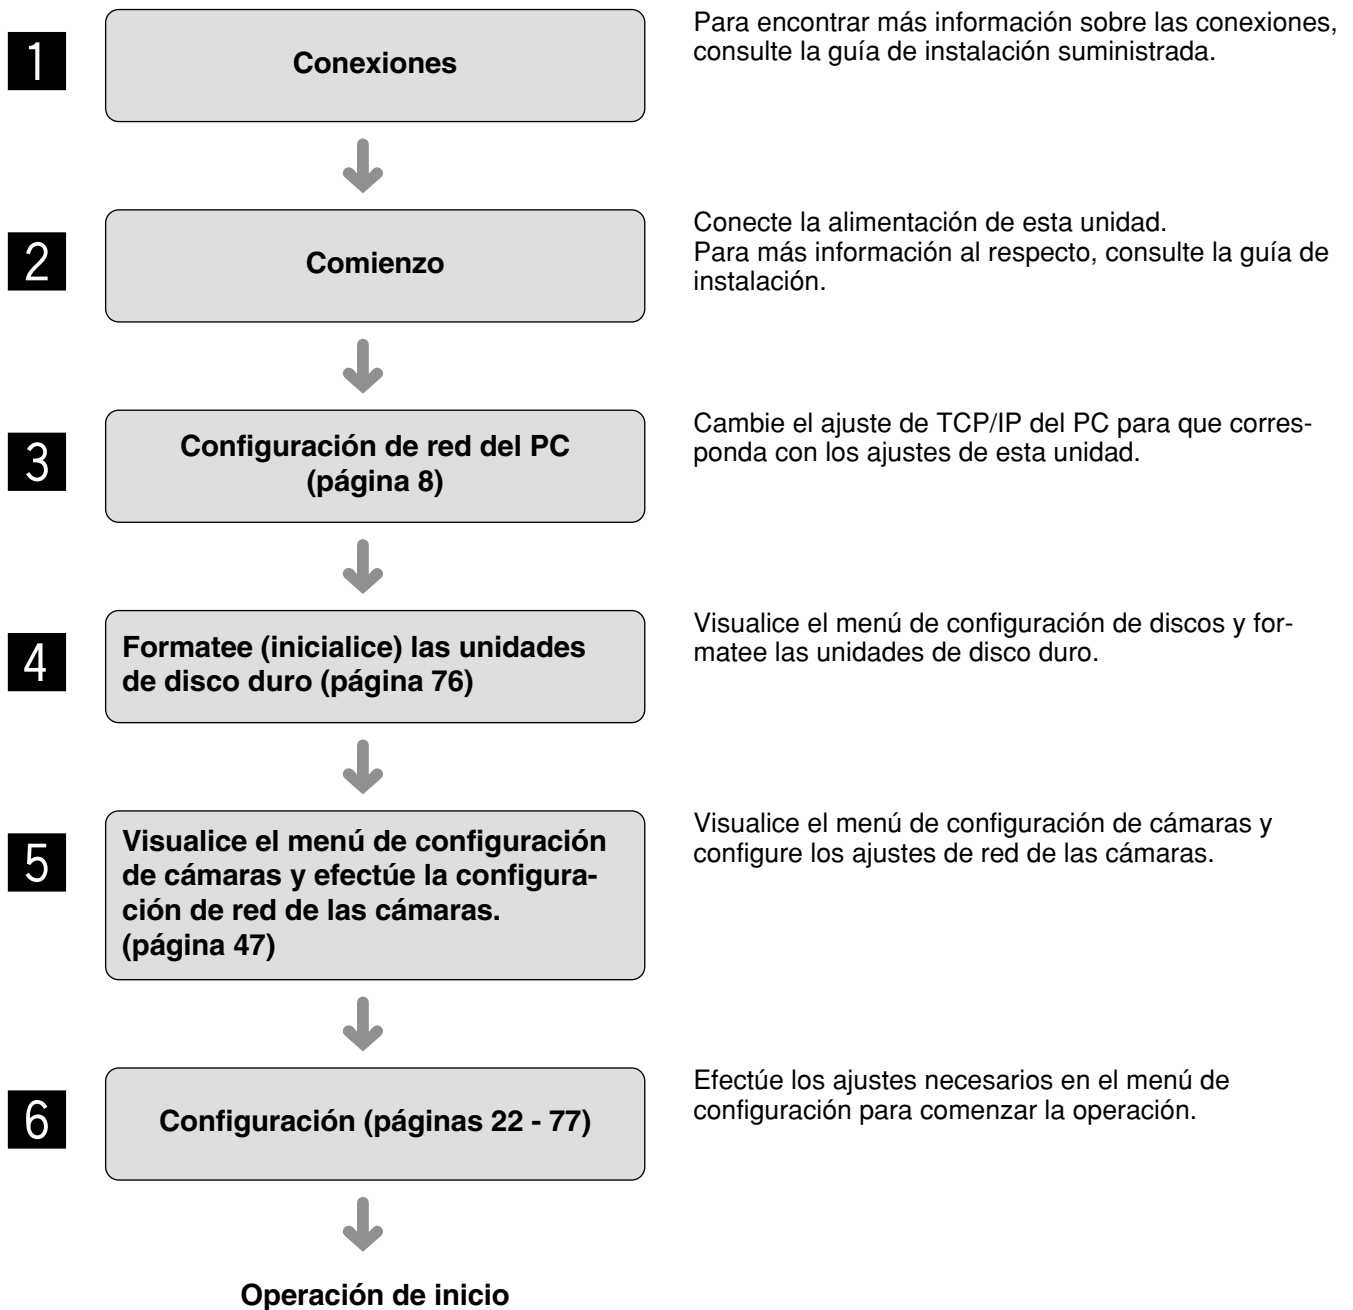 1
Conexiones
Para encontrar más información sobre las conexiones,
consulte la guía de instalación suministrada.
2
Comienzo
Conecte la alimentación de esta unidad.
Para más información al respecto, consulte la guía de
instalación.
3
Configuración de red del PC
(página 8)
Cambie el ajuste de TCP/IP del PC para que corres-
ponda con los ajustes de esta unidad.
4
Formatee (inicialice) las unidades
de disco duro (página 76)
Visualice el menú de configuración de discos y for-
matee las unidades de disco duro.
5
Visualice el menú de configuración
de cámaras y efectúe la configura-
ción de red de las cámaras.
(página 47)
Visualice el menú de configuración de cámaras y
configure los ajustes de red de las cámaras.
6
Configuración (páginas 22 - 77)
Efectúe los ajustes necesarios en el menú de
configuración para comenzar la operación.
Operación de inicio